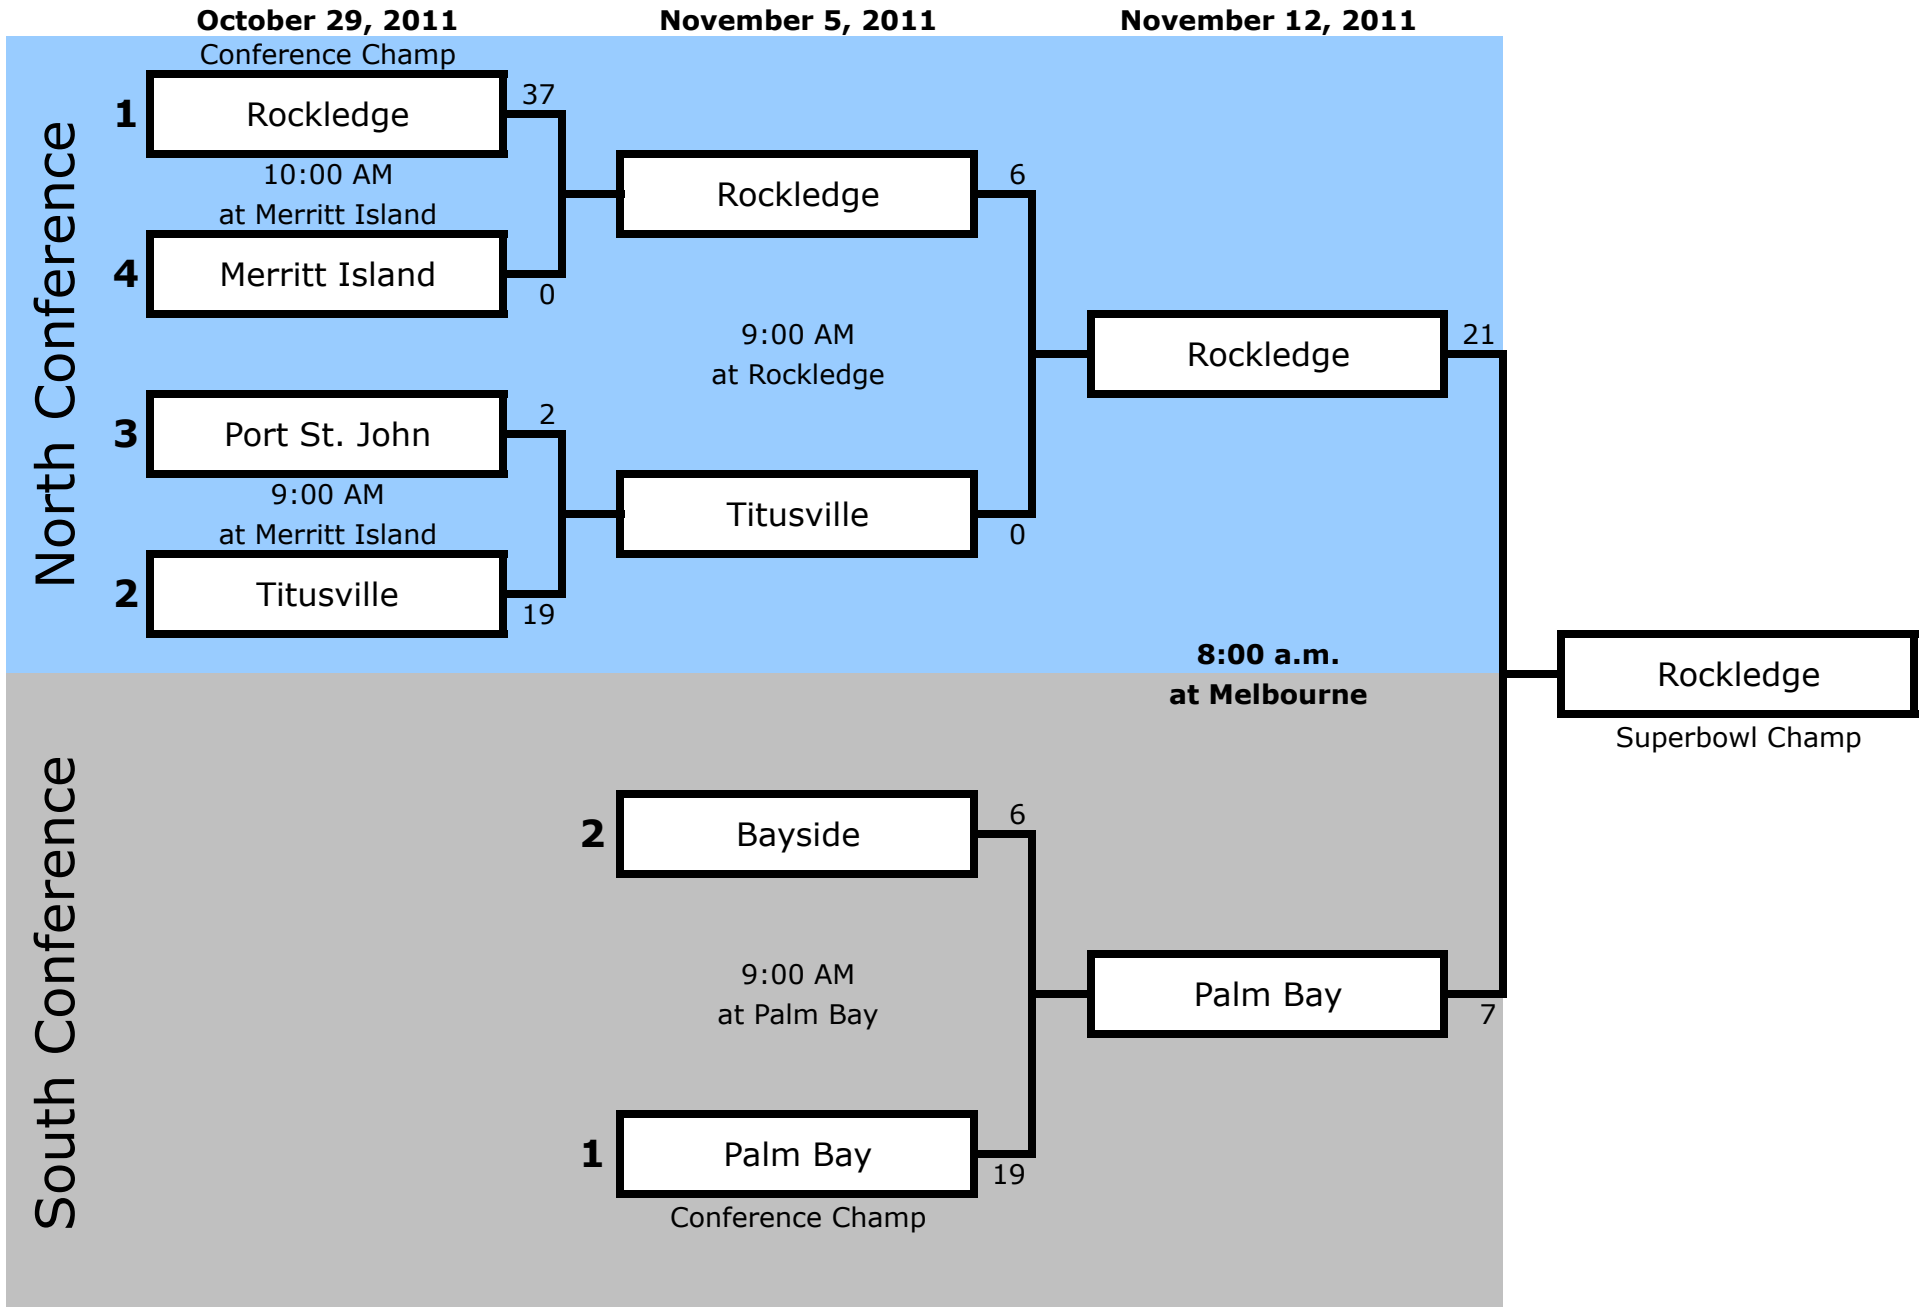 October 29, 2011
November 5, 2011
November 12, 2011
North Conference
Conference Champ
1
Rockledge
37
10:00 AM
at Merritt Island
4
Merritt Island
0
3
Port St. John
2
9:00 AM
at Merritt Island
2
Titusville
19
Rockledge
6
9:00 AM
at Rockledge
Titusville
0
Rockledge
21
8:00 a.m.
at Melbourne
Rockledge
Superbowl Champ
South Conference
2
Bayside
6
9:00 AM
at Palm Bay
1
Palm Bay
19
Conference Champ
Palm Bay
7